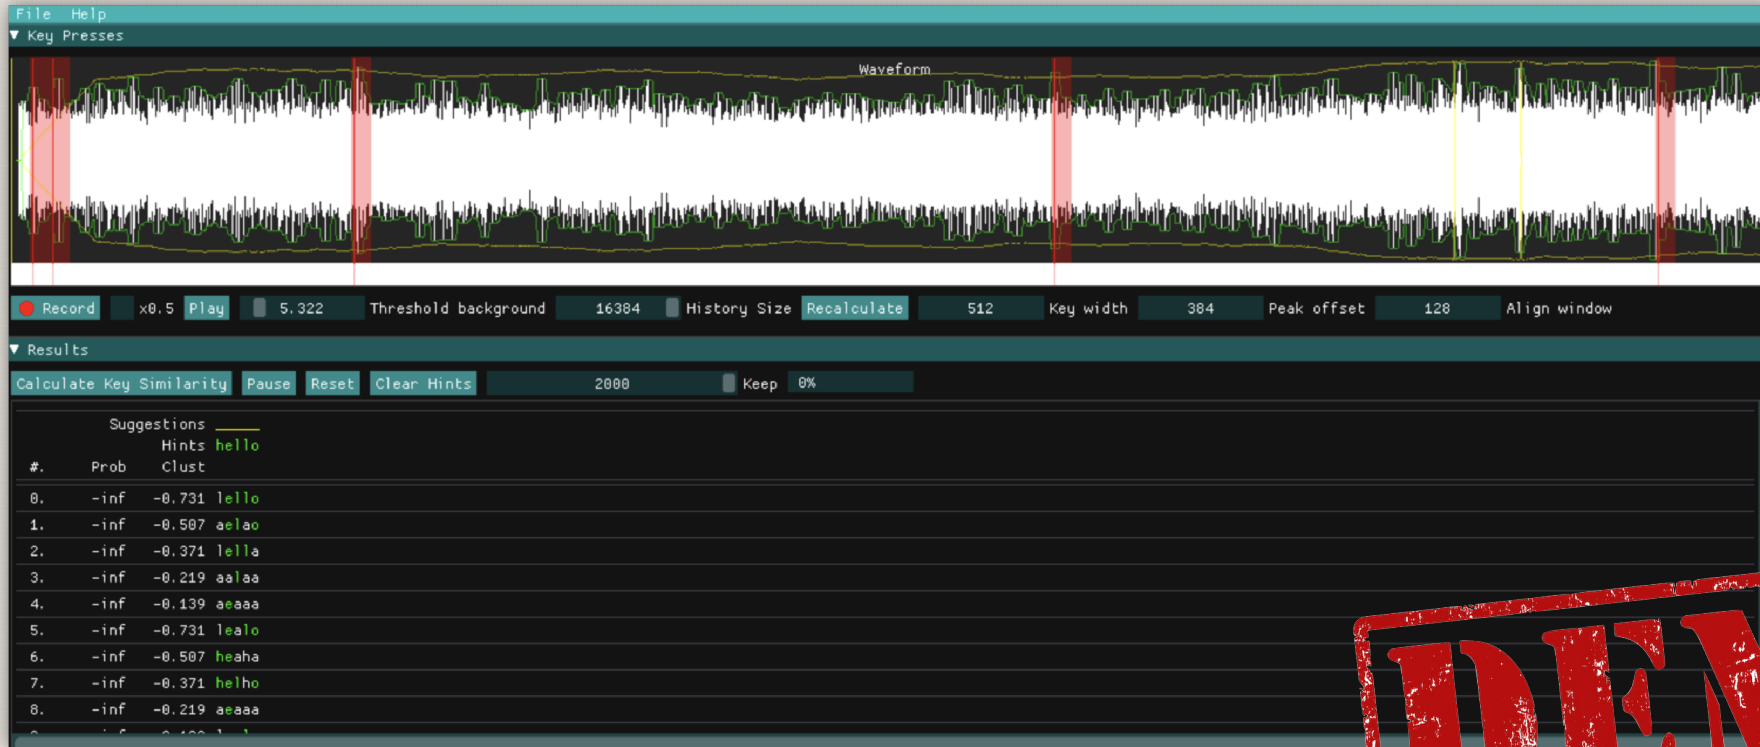 File Help
▼ Key Presses
Waveform
Record x0.5 Play 5.322 Threshold background 16384 History Size Recalculate 512 Key width 384 Peak offset 128 Align window
▼ Results
Calculate Key Similarity Pause Reset Clear Hints 2000 Keep 0%
Suggestions _____
Hints hello
#. Prob Clust
0. -inf -0.731 lello
1. -inf -0.507 aelao
2. -inf -0.371 lella
3. -inf -0.219 aalaa
4. -inf -0.139 aeaaa
5. -inf -0.731 lealo
6. -inf -0.507 heaha
7. -inf -0.371 helho
8. -inf -0.219 aeaaa